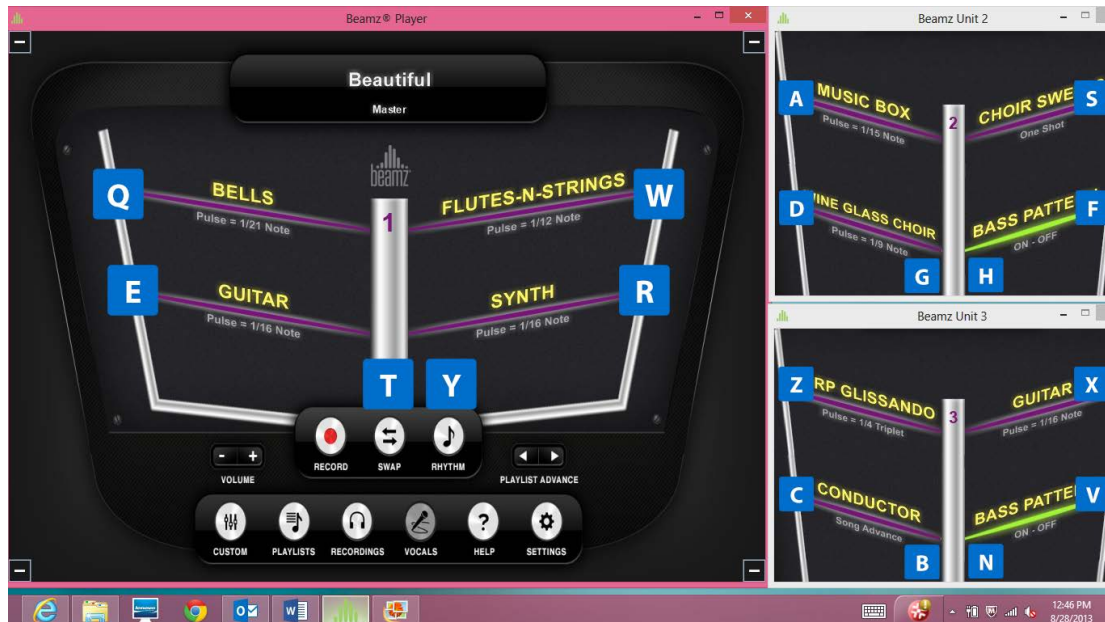 Beamz® Player
Beautiful
Master
beamz
Q
BELLS
Pulse = 1/21 Note
1
FLUTES-N-STRINGS
Pulse = 1/12 Note
W
E
GUITAR
Pulse = 1/16 Note
SYNTH
Pulse = 1/16 Note
R
T
Y
RECORD
SWAP
RHYTHM
- +
VOLUME
PLAYLIST ADVANCE
CUSTOM
PLAYLISTS
RECORDINGS
VOCALS
?
HELP
SETTINGS
Beamz Unit 2
A
MUSIC BOX
Pulse = 1/15 Note
2
CHOIR SWE
One Shot
S
D
INE GLASS CHOIR
Pulse = 1/9 Note
BASS PATTE
ON - OFF
F
G
H
Beamz Unit 3
Z
RP GLISSANDO
Pulse = 1/4 Triplet
3
GUITAR
Pulse = 1/16 Note
X
C
CONDUCTOR
Song Advance
BASS PATTE
ON - OFF
V
B
N
12:46 PM
8/28/2013